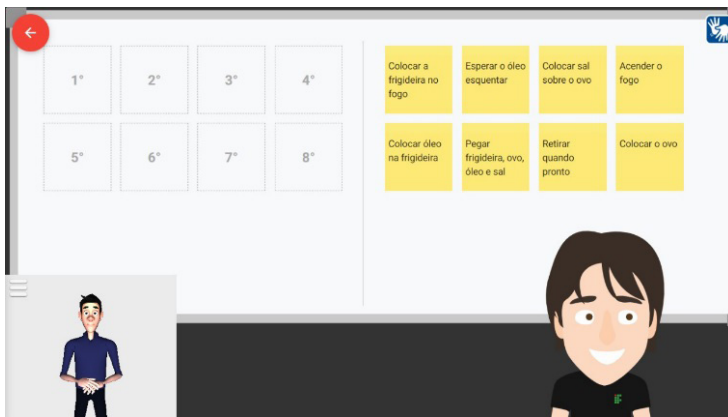 1°
2°
3°
4°
5°
6°
7°
8°
Colocar a
frigideira no
fogo
Esperar o óleo
esquentar
Colocar sal
sobre o ovo
Acender o
fogo
Colocar óleo
na frigideira
Pegar
frigideira, ovo,
óleo e sal
Retirar
quando
pronto
Colocar o ovo
IF